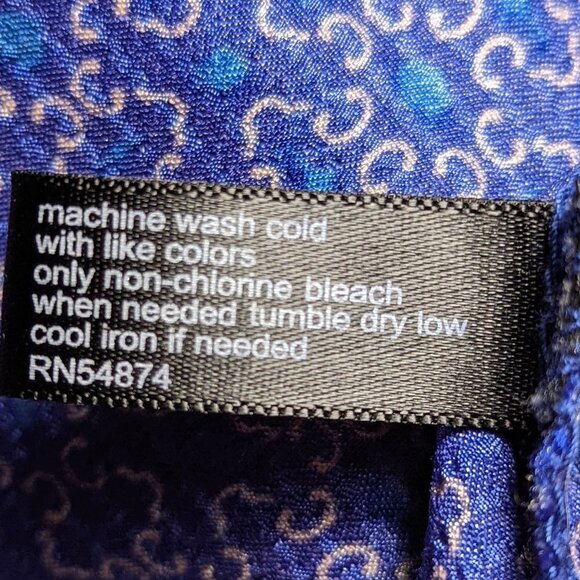 machine wash cold
with like colors
only non-chlorine bleach
when needed tumble dry low
cool iron if needed
RN54874